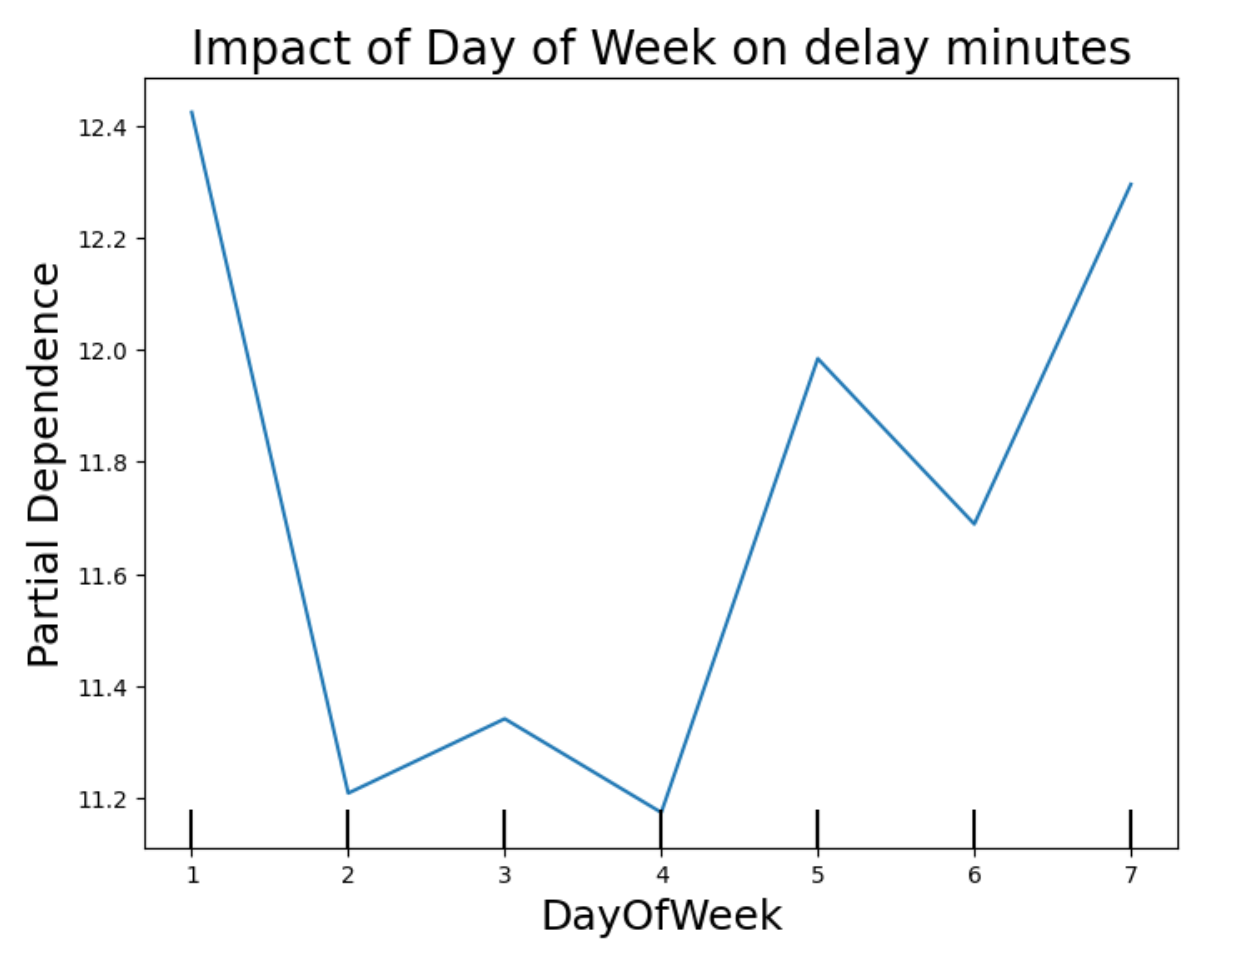 Impact of Day of Week on delay minutes
Partial Dependence
12.4
12.2
12.0
11.8
11.6
11.4
11.2
1 2 3 4 5 6 7
DayOfWeek